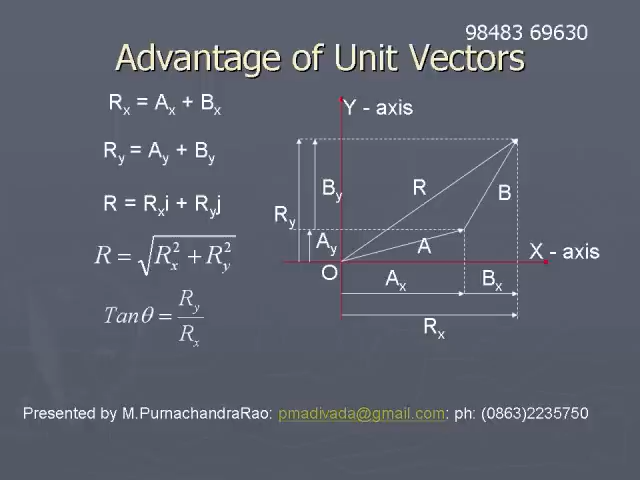 98483 69630
Advantage of Unit Vectors
Rx = Ax + Bx
Ry = Ay + By
R = Rxi + Ryj
R = √(Rx² + Ry²)
Tanθ = Ry/Rx
Y - axis
By
R
B
Ry
Ay
A
X - axis
O
Ax
Bx
Rx
Presented by M.PurnachandraRao: pmadivada@gmail.com: ph: (0863)2235750